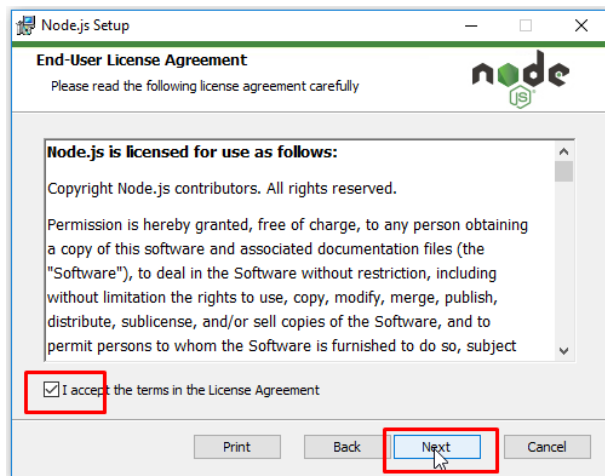 Node.js Setup
End-User License Agreement
Please read the following license agreement carefully
node
JS
Node.js is licensed for use as follows:
Copyright Node.js contributors. All rights reserved.
Permission is hereby granted, free of charge, to any person obtaining
a copy of this software and associated documentation files (the
"Software"), to deal in the Software without restriction, including
without limitation the rights to use, copy, modify, merge, publish,
distribute, sublicense, and/or sell copies of the Software, and to
permit persons to whom the Software is furnished to do so, subject
I accept the terms in the License Agreement
Print
Back
Next
Cancel